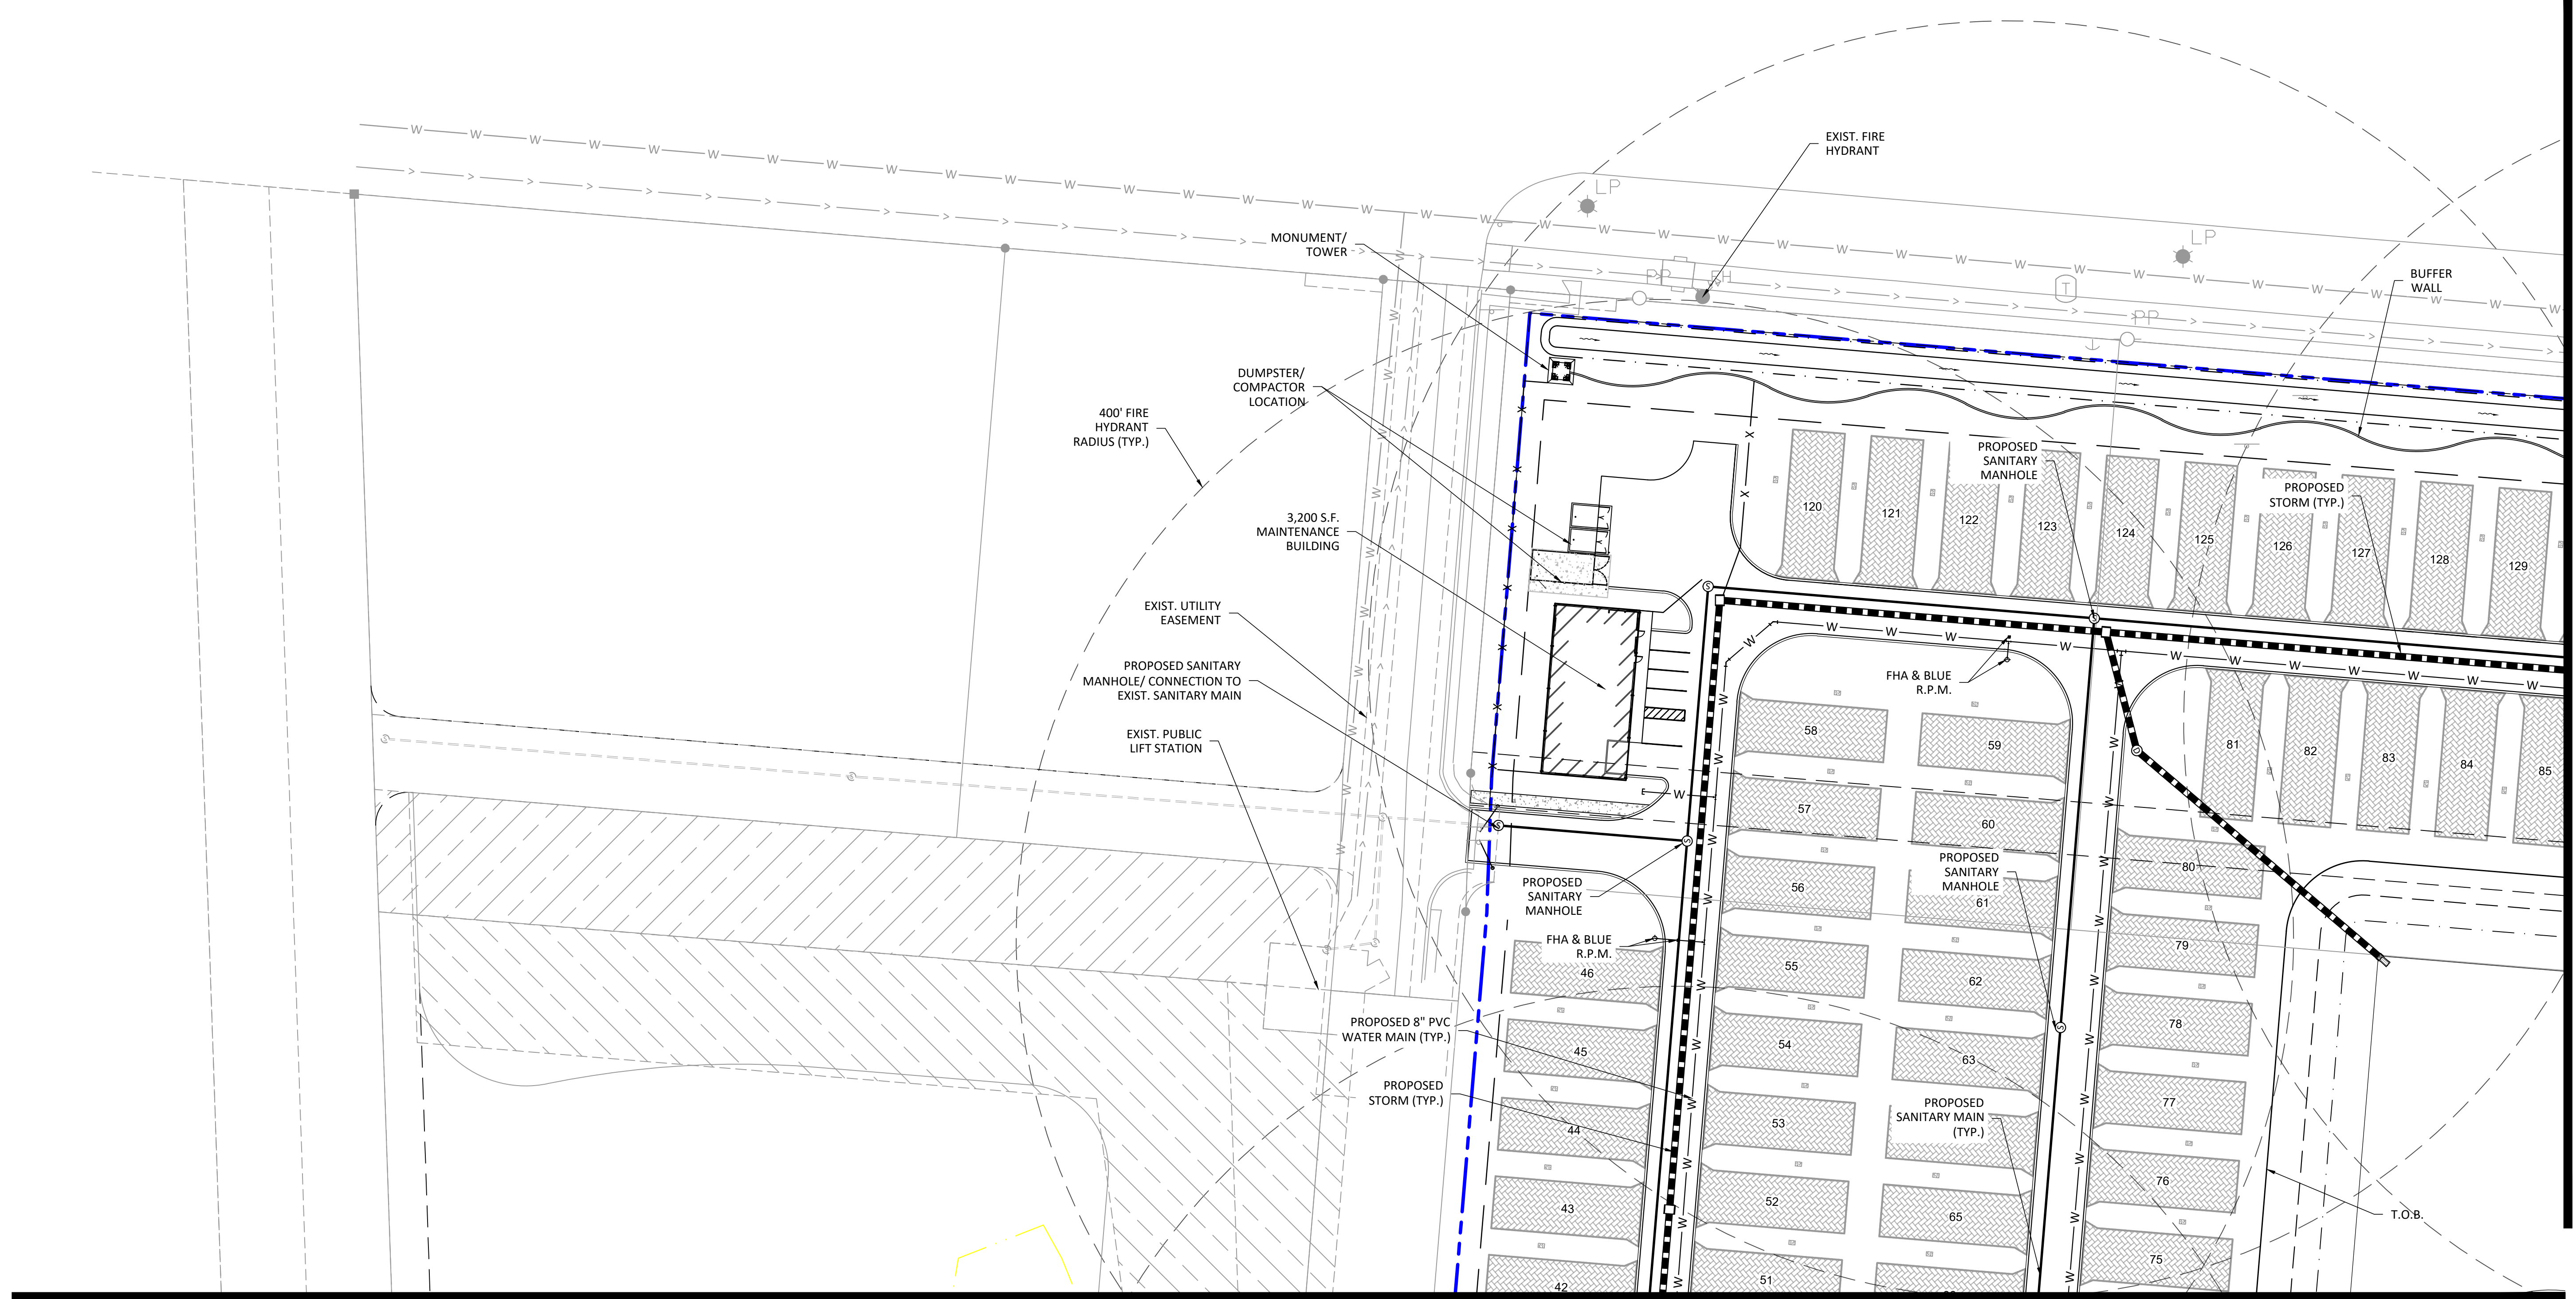 EXIST. FIRE
HYDRANT
LP
LP
MONUMENT/
TOWER
PP
FH
T
BUFFER
WALL
PP
DUMPSTER/
COMPACTOR
LOCATION
400' FIRE
HYDRANT
RADIUS (TYP.)
PROPOSED
SANITARY
MANHOLE
PROPOSED
STORM (TYP.)
3,200 S.F.
MAINTENANCE
BUILDING
120
121
122
123
124
125
126
127
128
129
EXIST. UTILITY
EASEMENT
PROPOSED SANITARY
MANHOLE/ CONNECTION TO
EXIST. SANITARY MAIN
FHA & BLUE
R.P.M.
EXIST. PUBLIC
LIFT STATION
58
59
81
82
83
84
85
57
60
PROPOSED
SANITARY
MANHOLE
80
56
61
PROPOSED
SANITARY
MANHOLE
FHA & BLUE
R.P.M.
46
55
62
79
PROPOSED 8" PVC
WATER MAIN (TYP.)
45
54
63
78
PROPOSED
STORM (TYP.)
44
53
PROPOSED
SANITARY MAIN
(TYP.)
77
43
52
65
76
T.O.B.
42
51
75